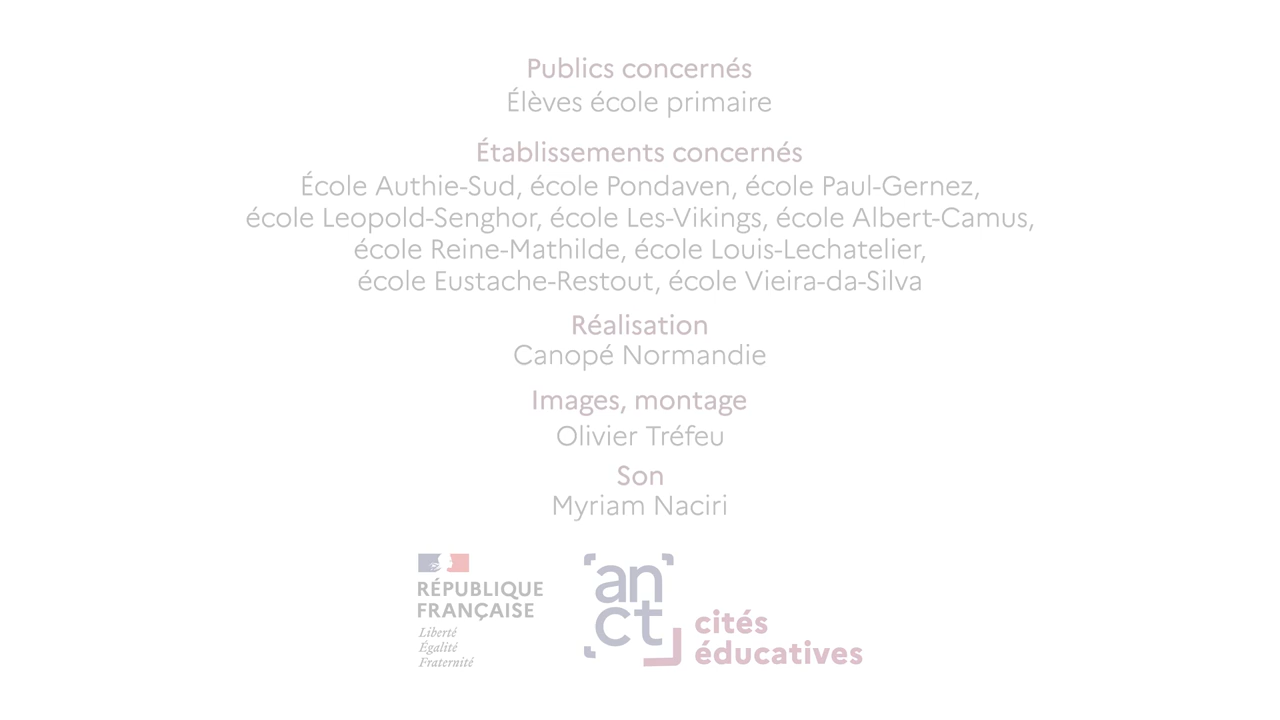 Publics concernés
Élèves école primaire
Établissements concernés
École Authie-Sud, école Pondaven, école Paul-Gernez,
école Leopold-Senghor, école Les-Vikings, école Albert-Camus,
école Reine-Mathilde, école Louis-Lechatelier,
école Eustache-Restout, école Vieira-da-Silva
Réalisation
Canopé Normandie
Images, montage
Olivier Tréfeu
Son
Myriam Naciri
RÉPUBLIQUE
FRANÇAISE
Liberté
Égalité
Fraternité
an
ct
cités
éducatives